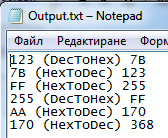 Output.txt – Notepad
Файл Правка Форм
123 (DecToHex) 7B
7B (HexToDec) 123
FF (HexToDec) 255
255 (DecToHex) FF
AA (HexToDec) 170
170 (HexToDec) 368